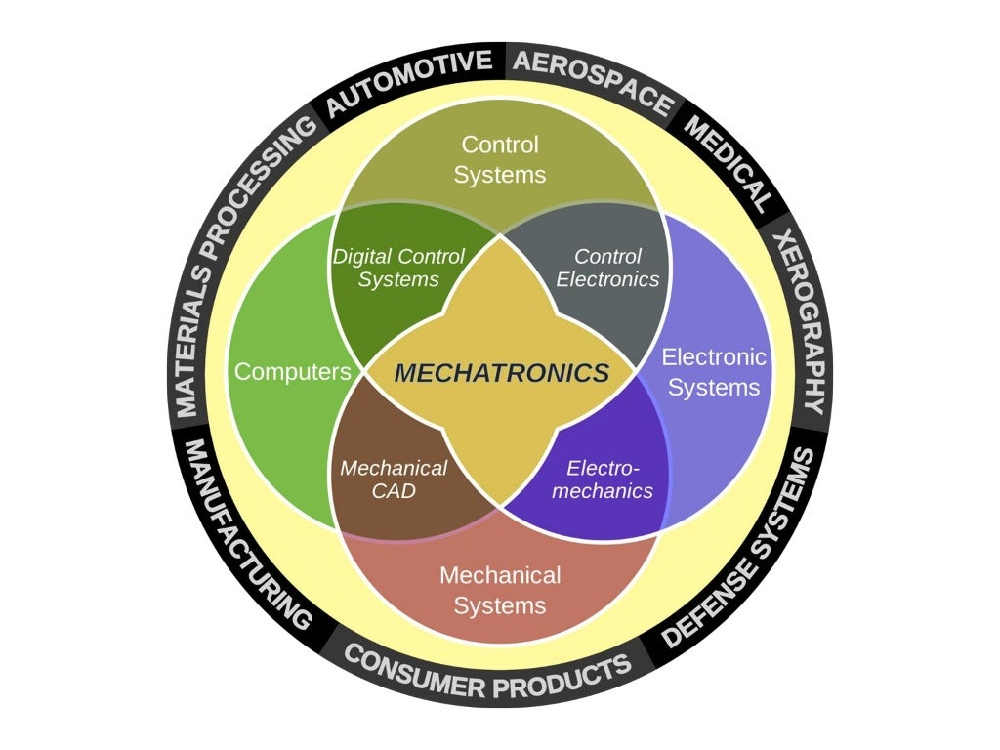 AUTOMOTIVE
AEROSPACE
MEDICAL
XEROGRAPHY
DEFENSE SYSTEMS
CONSUMER PRODUCTS
MANUFACTURING
MATERIALS PROCESSING
Control
Systems
Digital Control
Systems
Control
Electronics
Computers
MECHATRONICS
Electronic
Systems
Mechanical
CAD
Electro-
mechanics
Mechanical
Systems